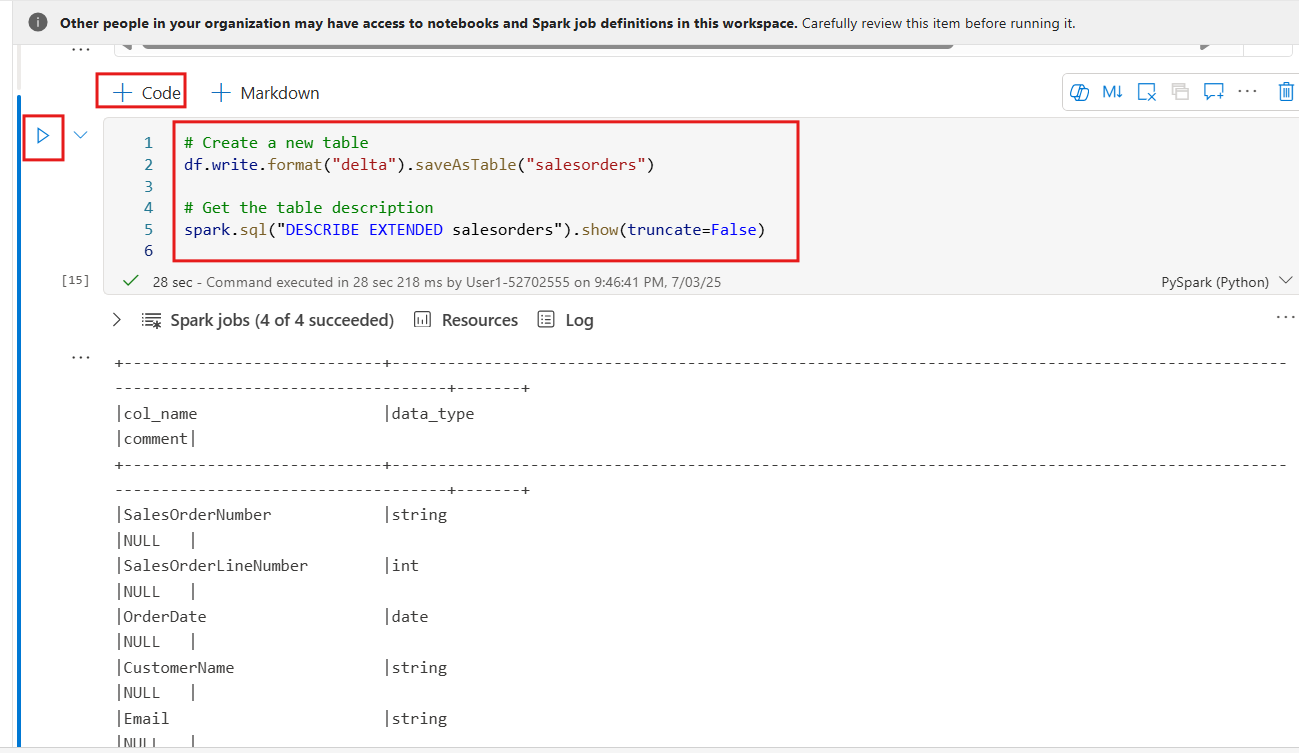 Other people in your organization may have access to notebooks and Spark job definitions in this workspace. Carefully review this item before running it.
...
+ Code + Markdown
M↓ ...
1 # Create a new table
2 df.write.format("delta").saveAsTable("salesorders")
3
4 # Get the table description
5 spark.sql("DESCRIBE EXTENDED salesorders").show(truncate=False)
6
[15] 28 sec - Command executed in 28 sec 218 ms by User1-52702555 on 9:46:41 PM, 7/03/25 PySpark (Python)
Spark jobs (4 of 4 succeeded) Resources Log ...
...
+----------------------------+-------------------------------------------------------------------------------------------------
------------------------------------+-------+
|col_name |data_type
|comment|
+----------------------------+-------------------------------------------------------------------------------------------------
------------------------------------+-------+
|SalesOrderNumber |string
|NULL |
|SalesOrderLineNumber |int
|NULL |
|OrderDate |date
|NULL |
|CustomerName |string
|NULL |
|Email |string
|NULL |